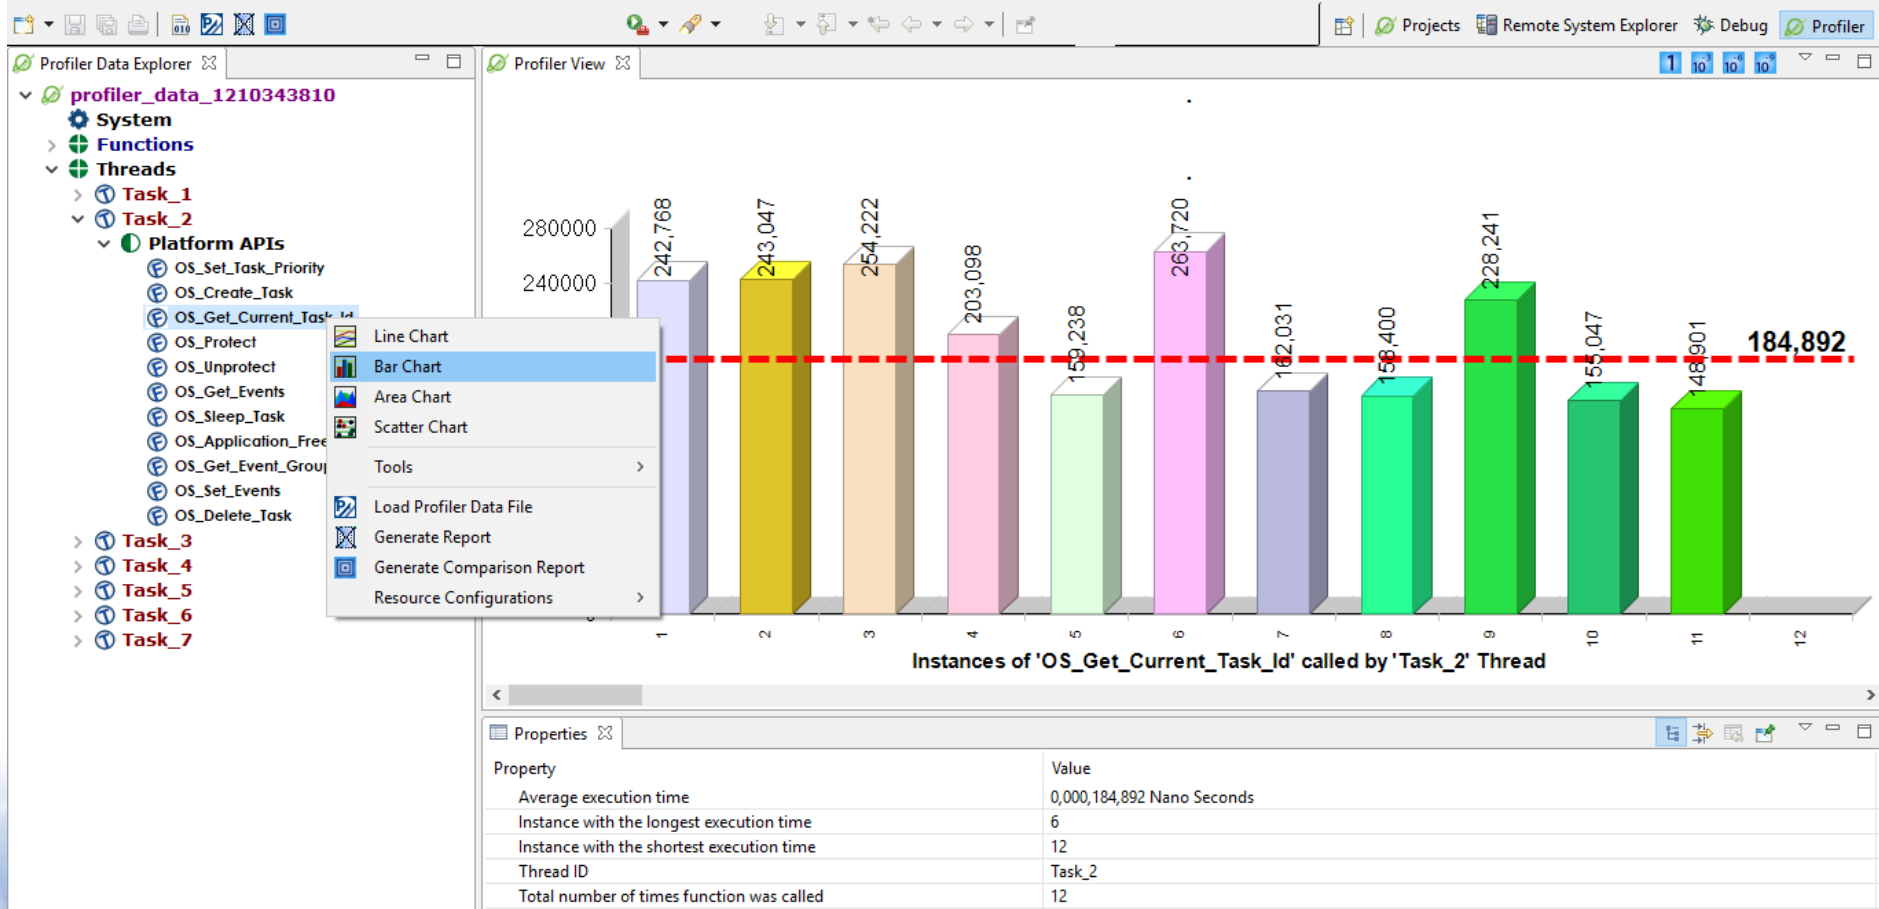 Projects
Remote System Explorer
Debug
Profiler
Profiler Data Explorer
profiler_data_1210343810
System
Functions
Threads
Task_1
Task_2
Platform APIs
OS_Set_Task_Priority
OS_Create_Task
OS_Get_Current_Task_Id
OS_Protect
OS_Unprotect
OS_Get_Events
OS_Sleep_Task
OS_Application_Free
OS_Get_Event_Group
OS_Set_Events
OS_Delete_Task
Task_3
Task_4
Task_5
Task_6
Task_7
Line Chart
Bar Chart
Area Chart
Scatter Chart
Tools
Load Profiler Data File
Generate Report
Generate Comparison Report
Resource Configurations
Profiler View
1 10⁻³ 10⁻⁶ 10⁻⁹
280000
240000
242,768
243,047
254,222
203,098
159,238
263,720
162,031
158,400
228,241
155,047
148,901
184,892
1 2 3 4 5 6 7 8 9 10 11 12
Instances of 'OS_Get_Current_Task_Id' called by 'Task_2' Thread
Properties
Property Value
Average execution time 0,000,184,892 Nano Seconds
Instance with the longest execution time 6
Instance with the shortest execution time 12
Thread ID Task_2
Total number of times function was called 12